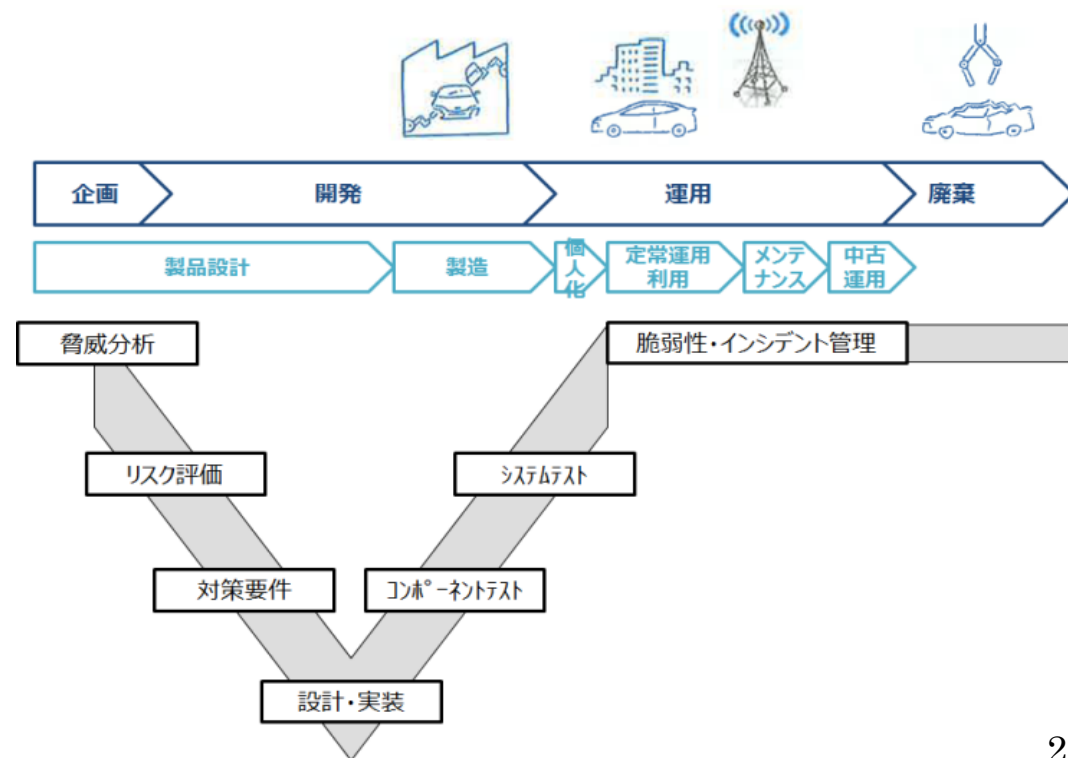 企画
開発
運用
廃棄
製品設計
製造
個
人
化
定常運用
利用
メンテ
ナンス
中古
運用
脅威分析
脆弱性・インシデント管理
リスク評価
ｼｽﾃﾑﾃｽﾄ
対策要件
ｺﾝﾎﾟｰﾈﾝﾄﾃｽﾄ
設計・実装
2